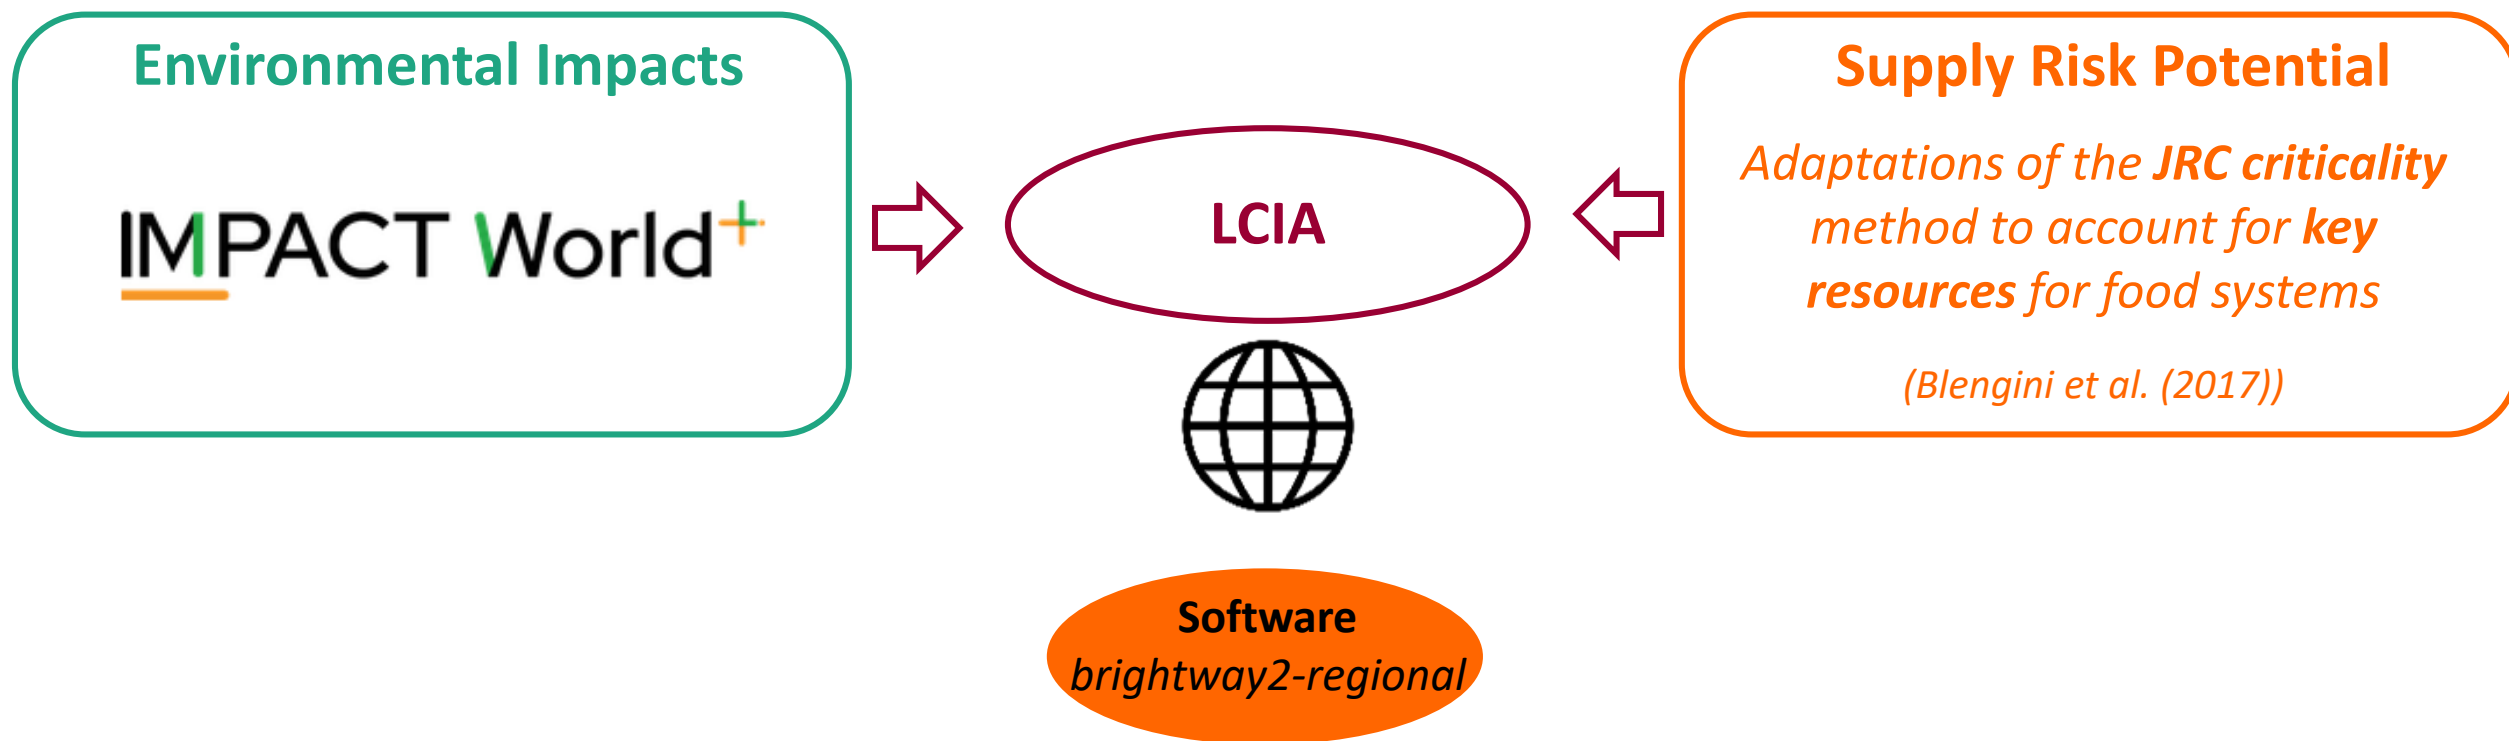 Environmental Impacts
IMPACT World+
LCIA
Supply Risk Potential
Adaptations of the JRC criticality
method to account for key
resources for food systems
(Blengini et al. (2017))
Software
brightway2-regional